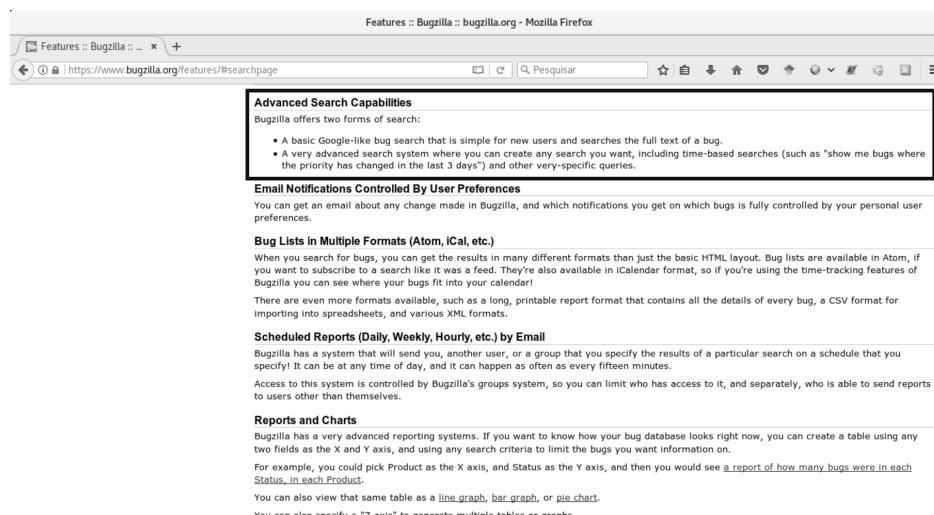 Features :: Bugzilla :: bugzilla.org - Mozilla Firefox
Features :: Bugzilla :: ... × +
https://www.bugzilla.org/features/#searchpage
Pesquisar
Advanced Search Capabilities
Bugzilla offers two forms of search:
• A basic Google-like bug search that is simple for new users and searches the full text of a bug.
• A very advanced search system where you can create any search you want, including time-based searches (such as "show me bugs where
the priority has changed in the last 3 days") and other very-specific queries.
Email Notifications Controlled By User Preferences
You can get an email about any change made in Bugzilla, and which notifications you get on which bugs is fully controlled by your personal user
preferences.
Bug Lists in Multiple Formats (Atom, iCal, etc.)
When you search for bugs, you can get the results in many different formats than just the basic HTML layout. Bug lists are available in Atom, if
you want to subscribe to a search like it was a feed. They're also available in iCalendar format, so if you're using the time-tracking features of
Bugzilla you can see where your bugs fit into your calendar!
There are even more formats available, such as a long, printable report format that contains all the details of every bug, a CSV format for
importing into spreadsheets, and various XML formats.
Scheduled Reports (Daily, Weekly, Hourly, etc.) by Email
Bugzilla has a system that will send you, another user, or a group that you specify the results of a particular search on a schedule that you
specify! It can be at any time of day, and it can happen as often as every fifteen minutes.
Access to this system is controlled by Bugzilla's groups system, so you can limit who has access to it, and separately, who is able to send reports
to users other than themselves.
Reports and Charts
Bugzilla has a very advanced reporting systems. If you want to know how your bug database looks right now, you can create a table using any
two fields as the X and Y axis, and using any search criteria to limit the bugs you want information on.
For example, you could pick Product as the X axis, and Status as the Y axis, and then you would see a report of how many bugs were in each
Status, in each Product.
You can also view that same table as a line graph, bar graph, or pie chart.
You can also specify a "Z axis" to generate multiple tables or graphs.